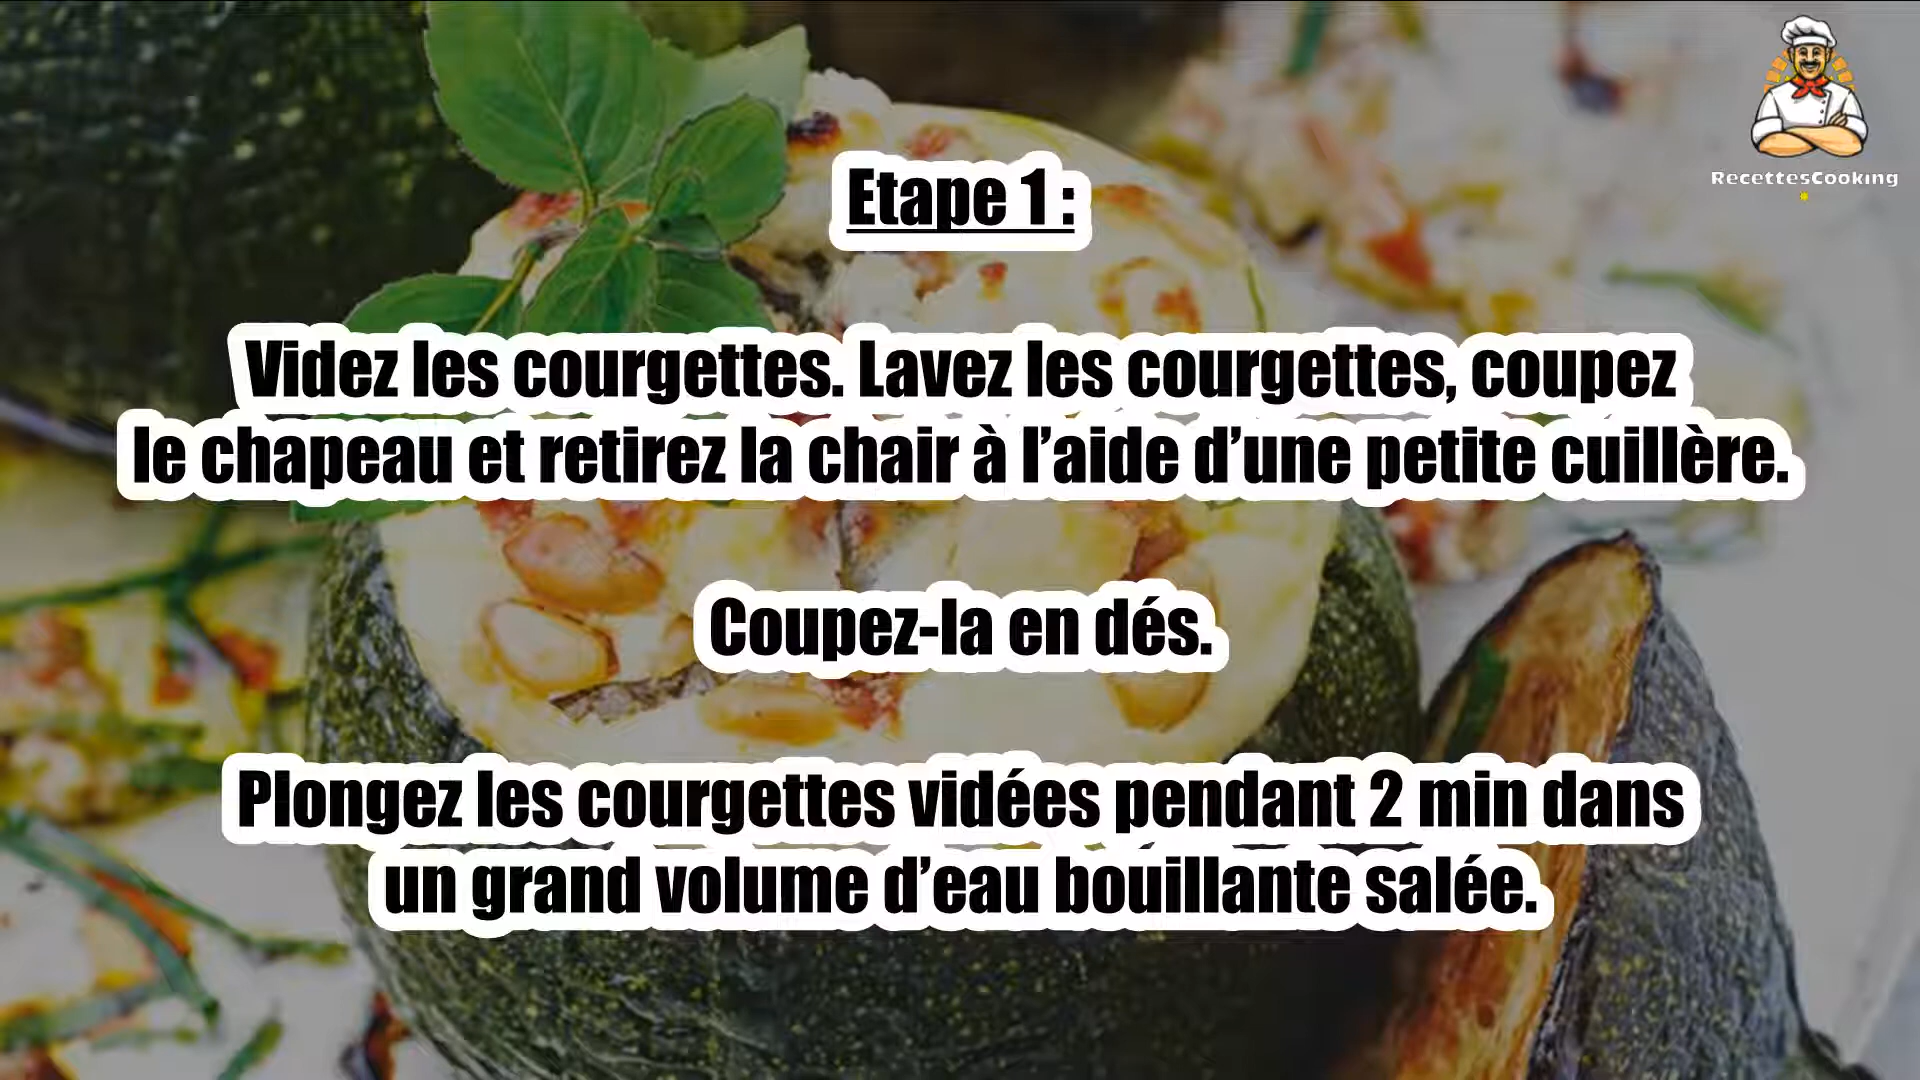 RecettesCooking
Etape 1 :
Videz les courgettes. Lavez les courgettes, coupez
le chapeau et retirez la chair à l’aide d’une petite cuillère.
Coupez-la en dés.
Plongez les courgettes vidées pendant 2 min dans
un grand volume d’eau bouillante salée.